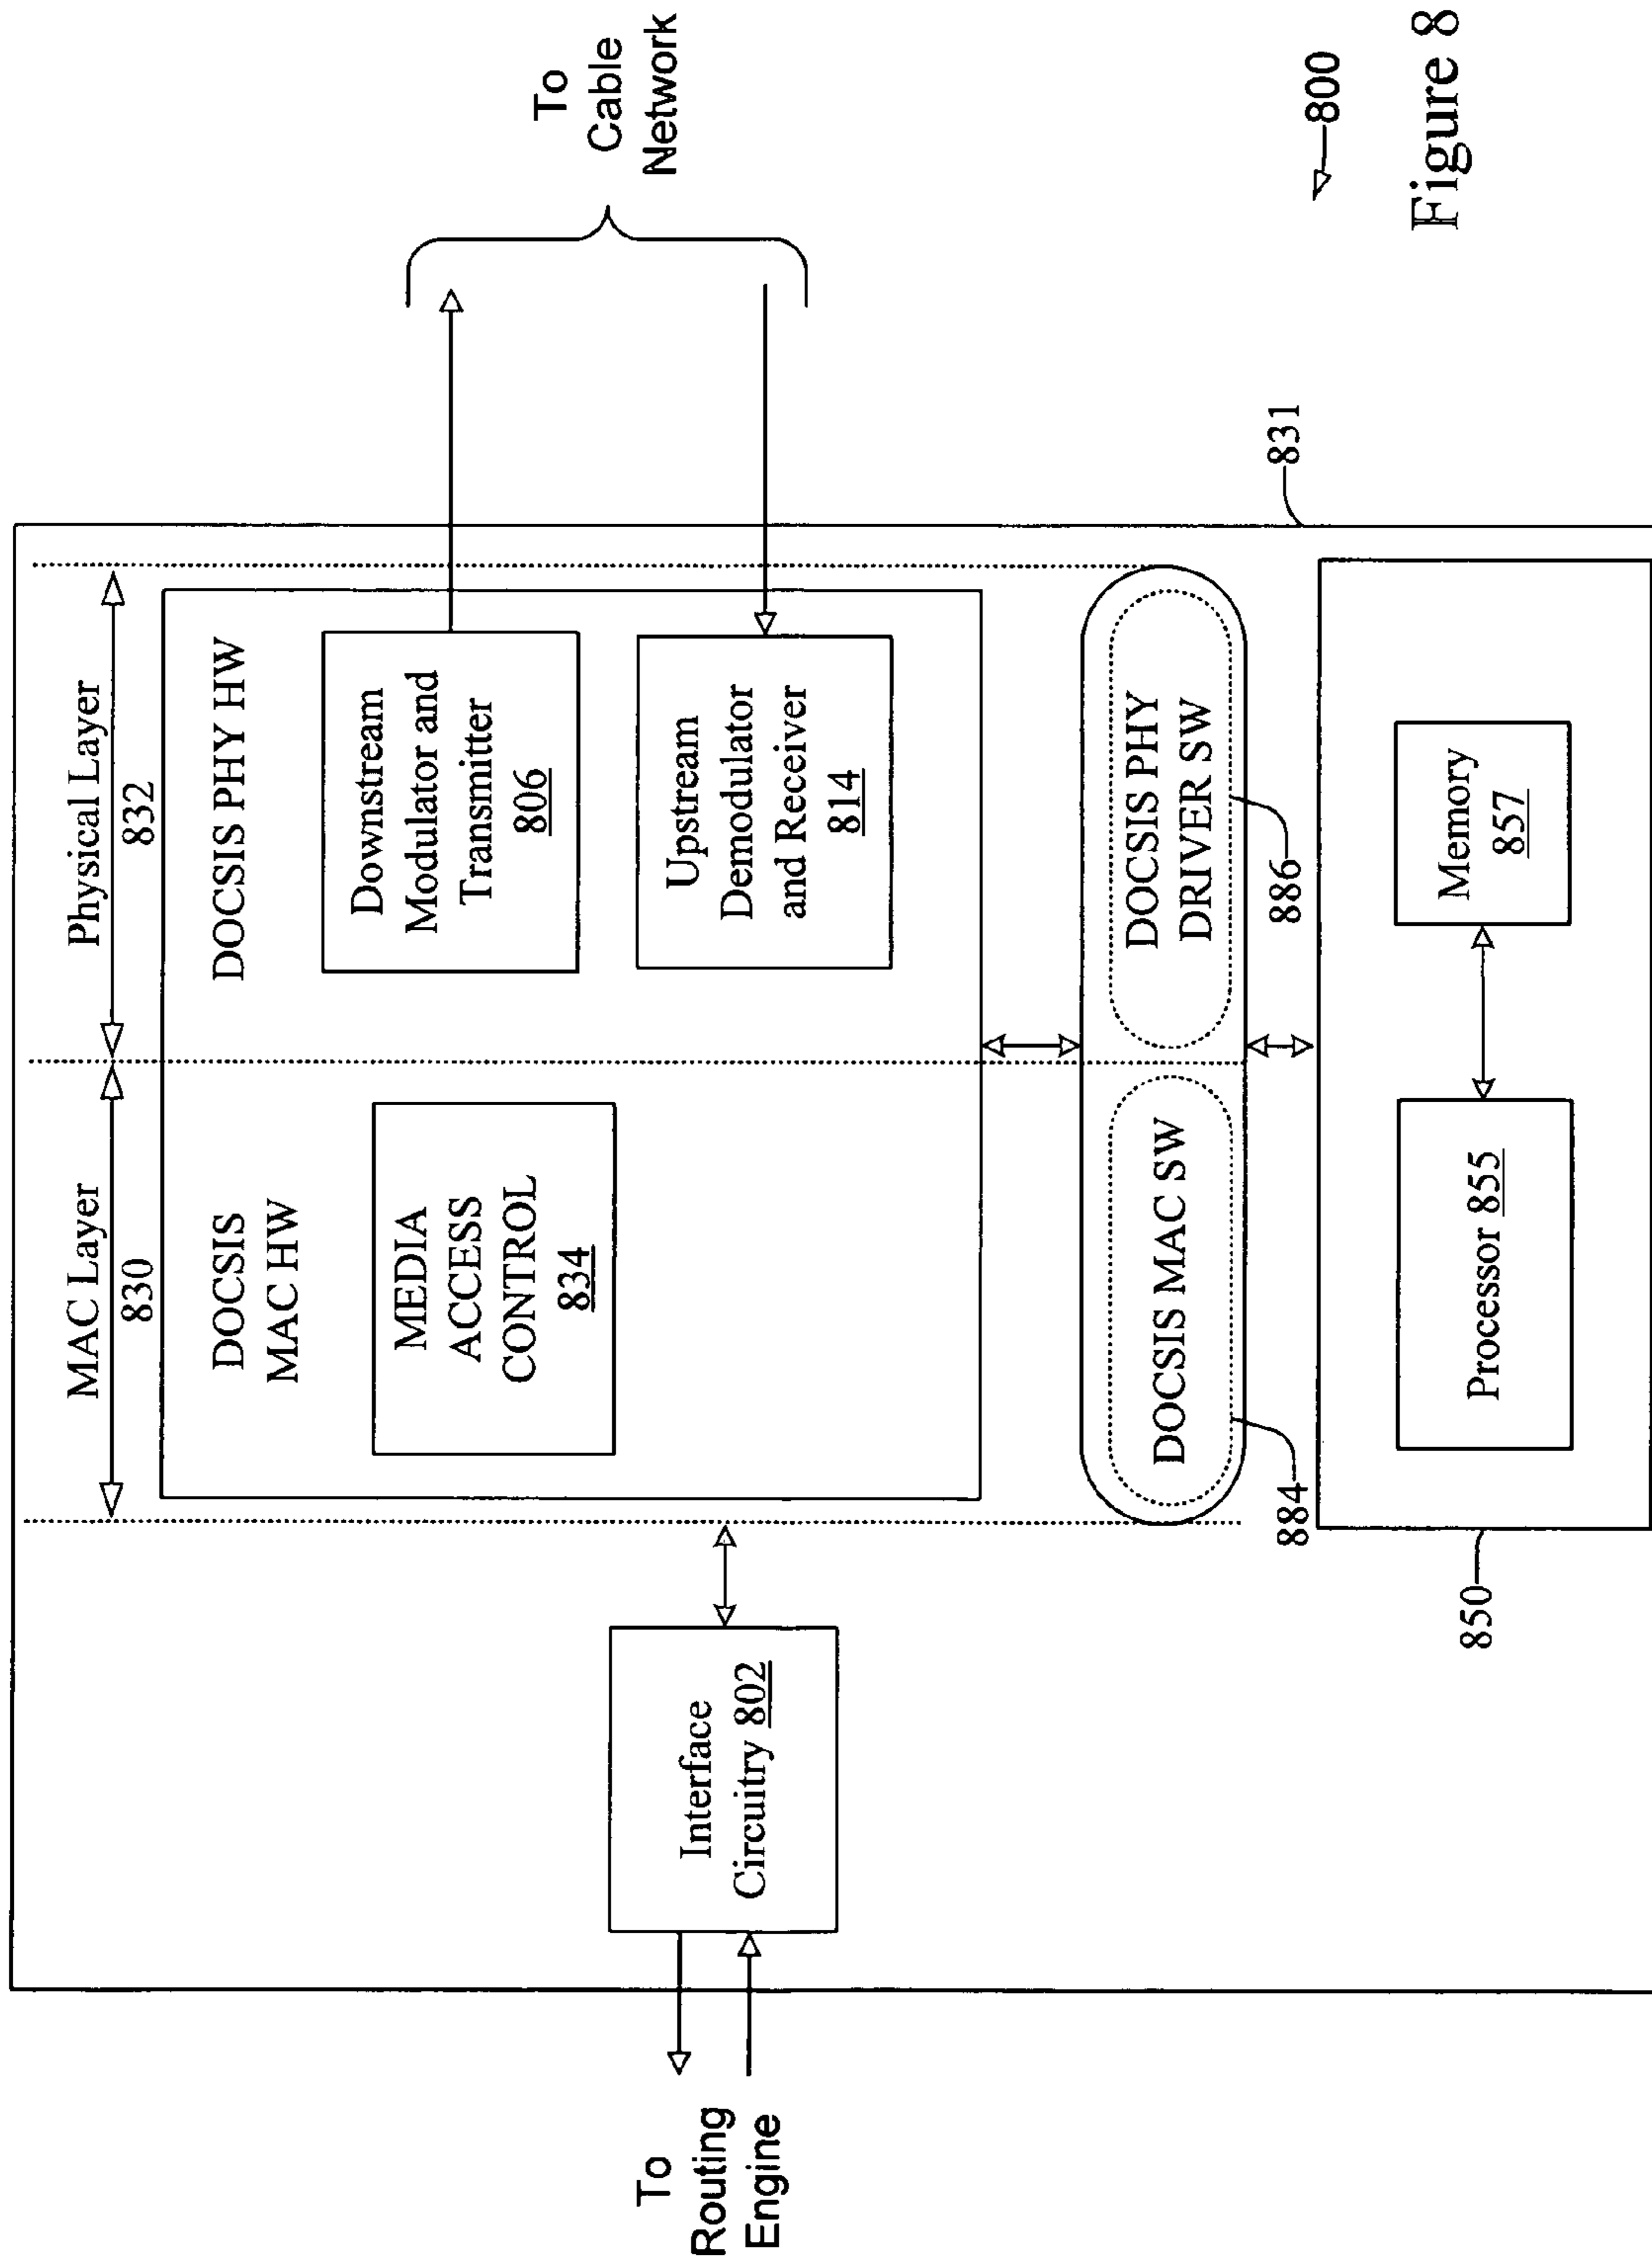 MAC Layer
830
Physical Layer
832
DOCSIS
MAC HW
DOCSIS PHY HW
MEDIA
ACCESS
CONTROL
834
Downstream
Modulator and
Transmitter
806
Upstream
Demodulator
and Receiver
814
To
Cable
Network
Interface
Circuitry 802
To
Routing
Engine
DOCSIS MAC SW
884
DOCSIS PHY
DRIVER SW
886
831
850
Processor 855
Memory
857
800
Figure 8